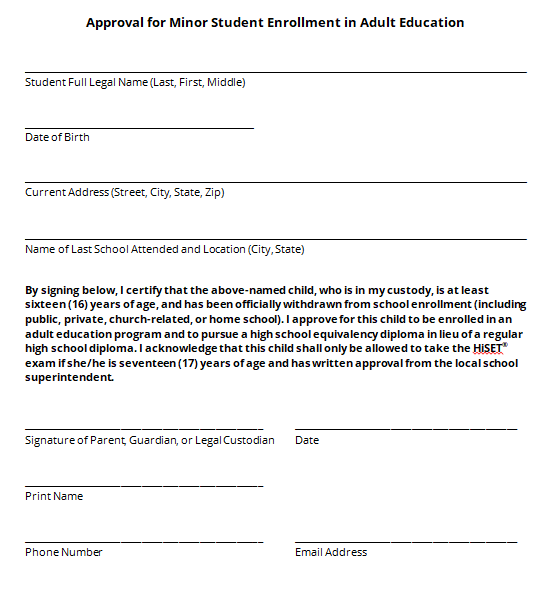 Approval for Minor Student Enrollment in Adult Education
Student Full Legal Name (Last, First, Middle)
Date of Birth
Current Address (Street, City, State, Zip)
Name of Last School Attended and Location (City, State)
By signing below, I certify that the above-named child, who is in my custody, is at least
sixteen (16) years of age, and has been officially withdrawn from school enrollment (including
public, private, church-related, or home school). I approve for this child to be enrolled in an
adult education program and to pursue a high school equivalency diploma in lieu of a regular
high school diploma. I acknowledge that this child shall only be allowed to take the HiSET®
exam if she/he is seventeen (17) years of age and has written approval from the local school
superintendent.
Signature of Parent, Guardian, or Legal Custodian Date
Print Name
Phone Number Email Address